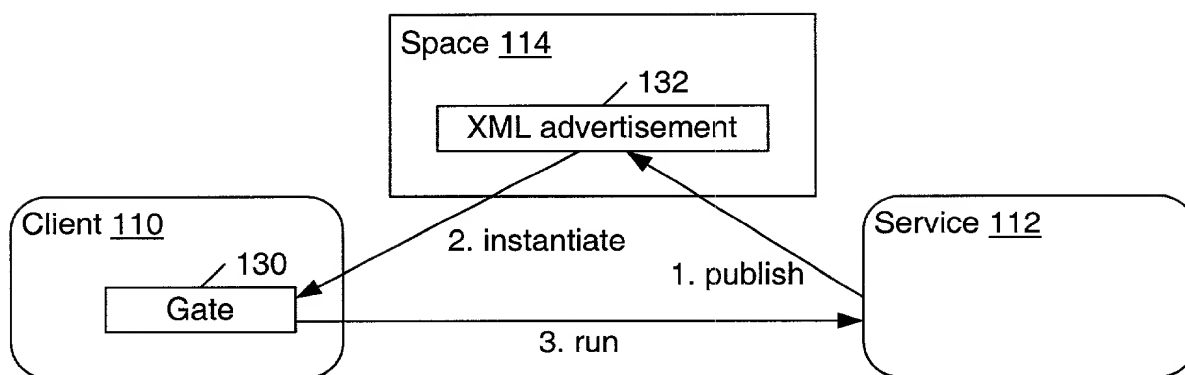 Space 114
132
XML advertisement
Client 110
2. instantiate
Service 112
130
1. publish
Gate
3. run